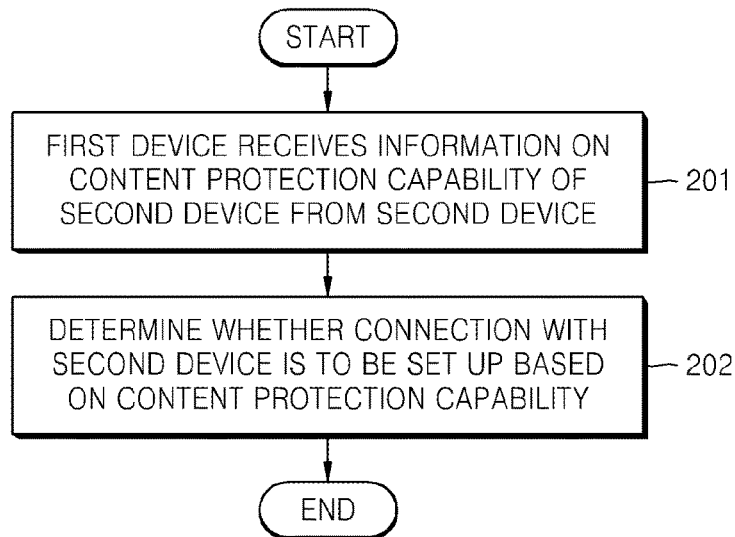 START
FIRST DEVICE RECEIVES INFORMATION ON
CONTENT PROTECTION CAPABILITY OF
SECOND DEVICE FROM SECOND DEVICE
201
DETERMINE WHETHER CONNECTION WITH
SECOND DEVICE IS TO BE SET UP BASED
ON CONTENT PROTECTION CAPABILITY
202
END